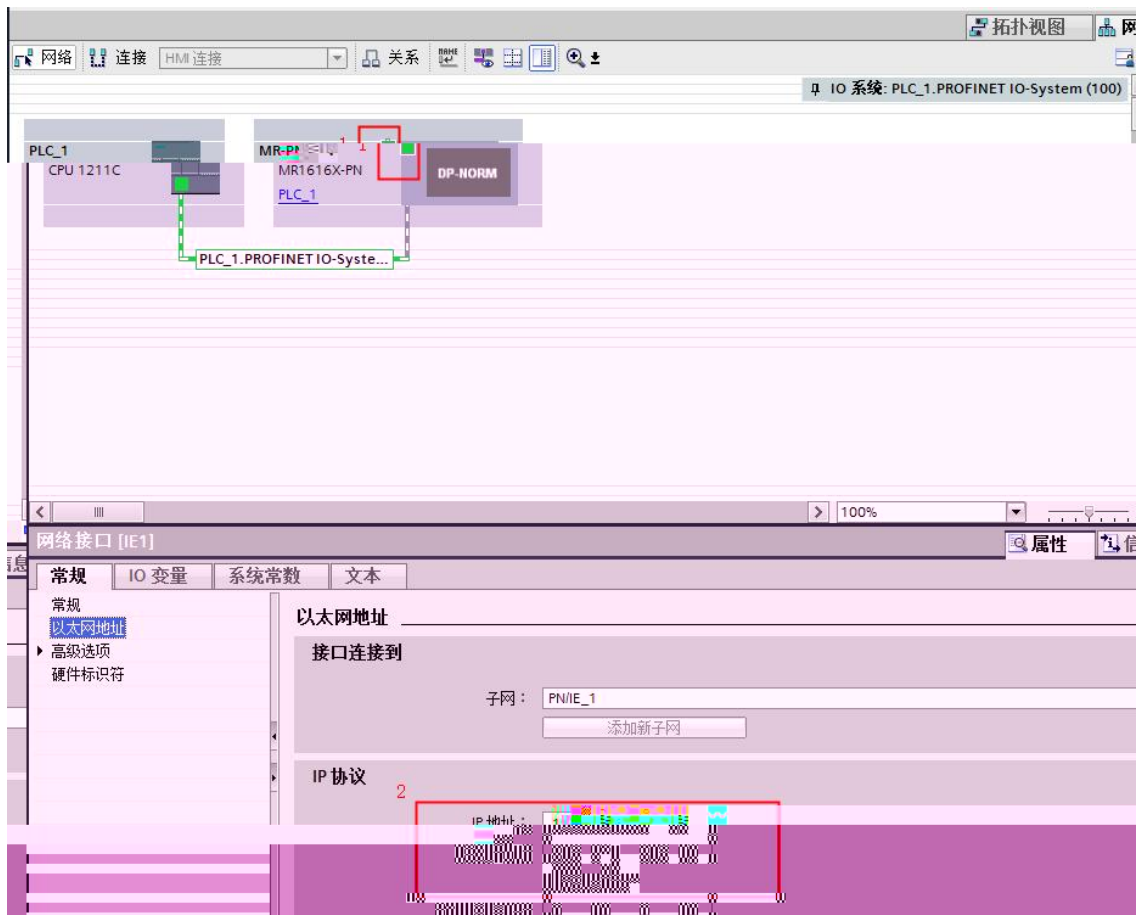 拓扑视图
网络 连接 HMI 连接 关系
IO 系统: PLC_1.PROFINET IO-System (100)
PLC_1
CPU 1211C
1
MR1616X-PN
DP-NORM
PLC_1
PLC_1.PROFINET IO-Syste...
100%
网络接口 [IE1]
属性
常规 IO 变量 系统常数 文本
常规
以太网地址
高级选项
硬件标识符
以太网地址
接口连接到
子网： PN/IE_1
添加新子网
IP 协议
2
IP 地址：